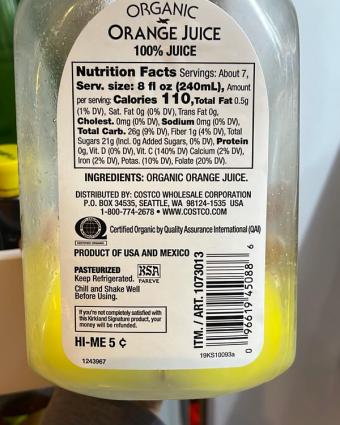 ORGANIC
ORANGE JUICE
100% JUICE
Nutrition Facts Servings: About 7,
Serv. size: 8 fl oz (240mL), Amount
per serving: Calories 110, Total Fat 0.5g
(1% DV), Sat. Fat 0g (0% DV), Trans Fat 0g,
Cholest. 0mg (0% DV), Sodium 0mg (0% DV),
Total Carb. 26g (9% DV), Fiber 1g (4% DV), Total
Sugars 21g (Incl. 0g Added Sugars, 0% DV), Protein
0g, Vit. D (0% DV), Vit. C (140% DV) Calcium (2% DV),
Iron (2% DV), Potas. (10% DV), Folate (20% DV).
INGREDIENTS: ORGANIC ORANGE JUICE.
DISTRIBUTED BY: COSTCO WHOLESALE CORPORATION
P.O. BOX 34535, SEATTLE, WA 98124-1535 USA
1-800-774-2678 • WWW.COSTCO.COM
CERTIFIED ORGANIC
Certified Organic by Quality Assurance International (QAI)
PRODUCT OF USA AND MEXICO
PASTEURIZED
Keep Refrigerated.
Chill and Shake Well
Before Using.
KSA
PAREVE
If you're not completely satisfied with
this Kirkland Signature product, your
money will be refunded.
HI-ME 5 ¢
1243967
ITM. / ART. 1073013
0 96619 45088 6
19KS10093a